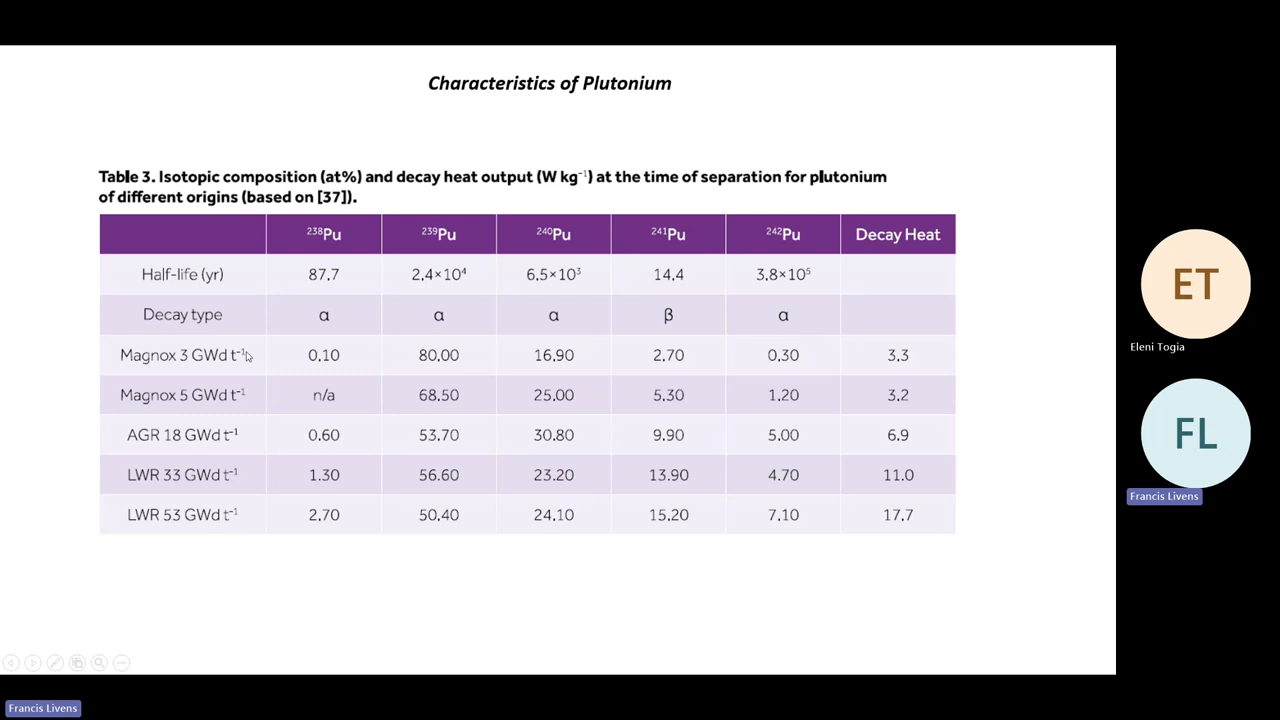 Characteristics of Plutonium
Table 3. Isotopic composition (at%) and decay heat output (W kg⁻¹) at the time of separation for plutonium
of different origins (based on [37]).
²³⁸Pu ²³⁹Pu ²⁴⁰Pu ²⁴¹Pu ²⁴²Pu Decay Heat
Half-life (yr) 87.7 2.4×10⁴ 6.5×10³ 14.4 3.8×10⁵
Decay type α α α β α
Magnox 3 GWd t⁻¹ 0.10 80.00 16.90 2.70 0.30 3.3
Magnox 5 GWd t⁻¹ n/a 68.50 25.00 5.30 1.20 3.2
AGR 18 GWd t⁻¹ 0.60 53.70 30.80 9.90 5.00 6.9
LWR 33 GWd t⁻¹ 1.30 56.60 23.20 13.90 4.70 11.0
LWR 53 GWd t⁻¹ 2.70 50.40 24.10 15.20 7.10 17.7
ET
Eleni Togia
FL
Francis Livens
Francis Livens